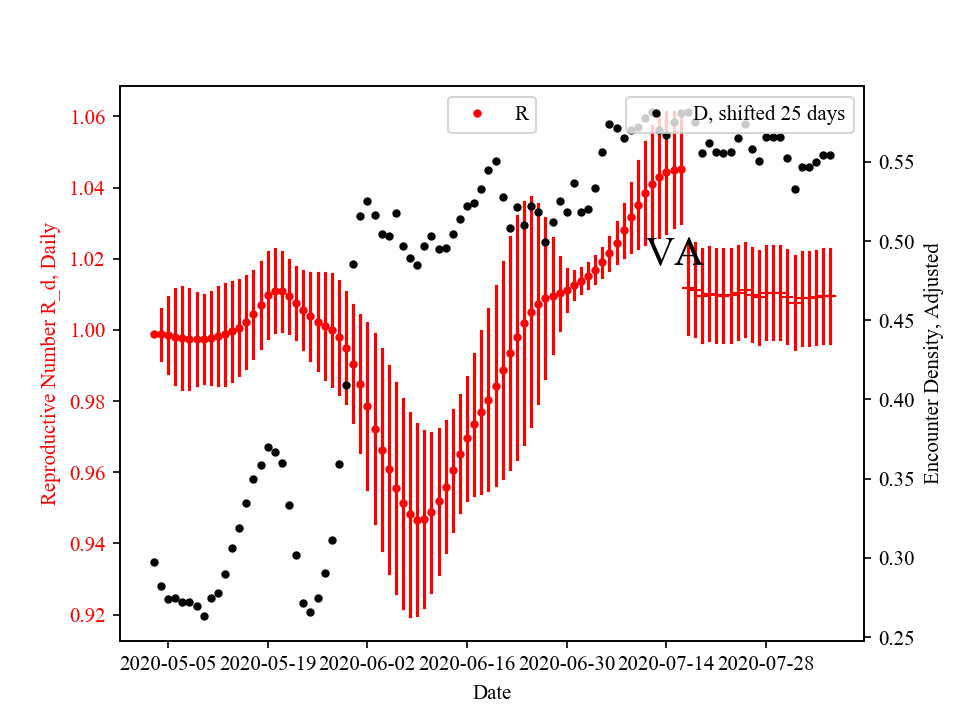 R
D, shifted 25 days
1.06
1.04
1.02
1.00
0.98
0.96
0.94
0.92
Reproductive Number R_d, Daily
VA
0.55
0.50
0.45
0.40
0.35
0.30
0.25
Encounter Density, Adjusted
2020-05-05 2020-05-19 2020-06-02 2020-06-16 2020-06-30 2020-07-14 2020-07-28
Date